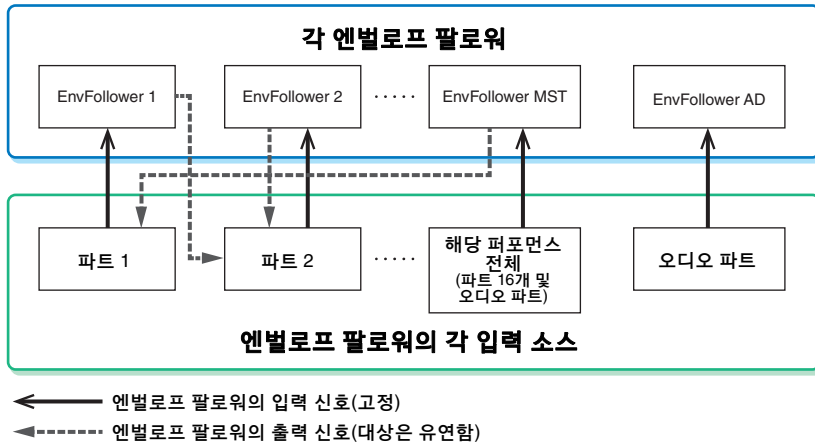 각 엔벌로프 팔로워
EnvFollower 1
EnvFollower 2
·····
EnvFollower MST
EnvFollower AD
파트 1
파트 2
·····
해당 퍼포먼스
전체
(파트 16개 및
오디오 파트)
오디오 파트
엔벌로프 팔로워의 각 입력 소스
엔벌로프 팔로워의 입력 신호(고정)
엔벌로프 팔로워의 출력 신호(대상은 유연함)